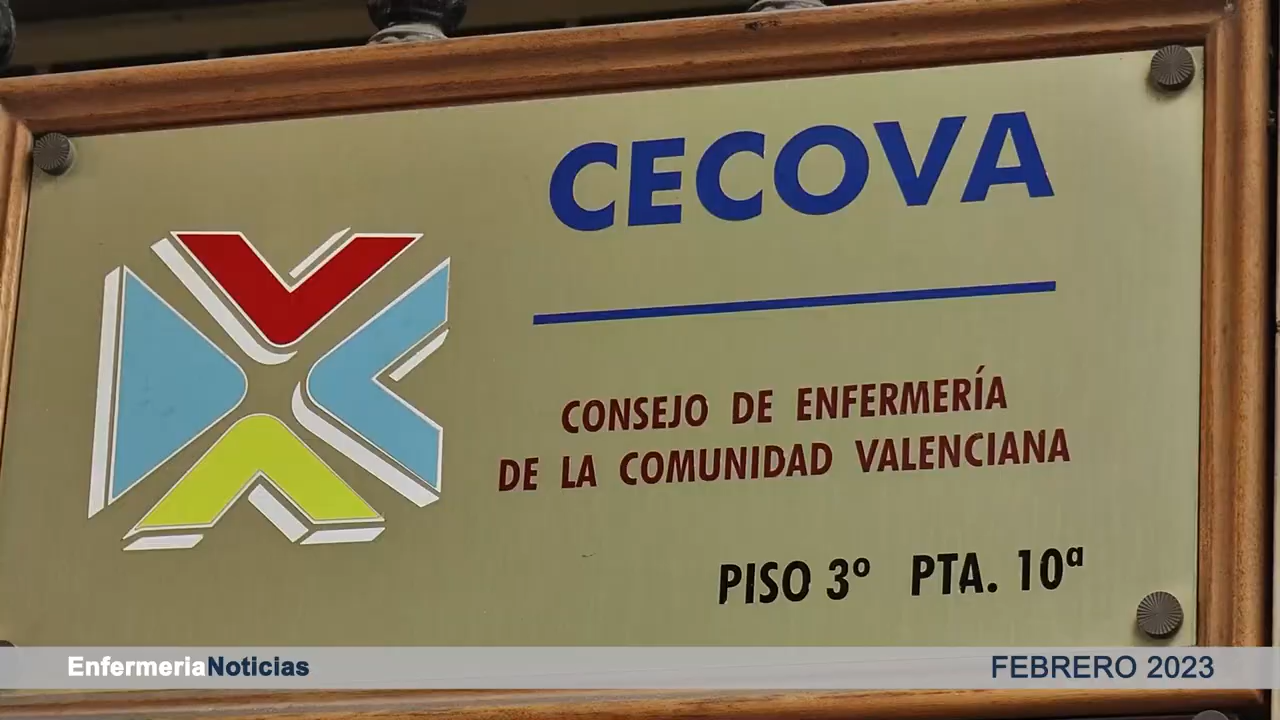 CECOVA
CONSEJO DE ENFERMERÍA
DE LA COMUNIDAD VALENCIANA
PISO 3º PTA. 10ª
EnfermeriaNoticias
FEBRERO 2023